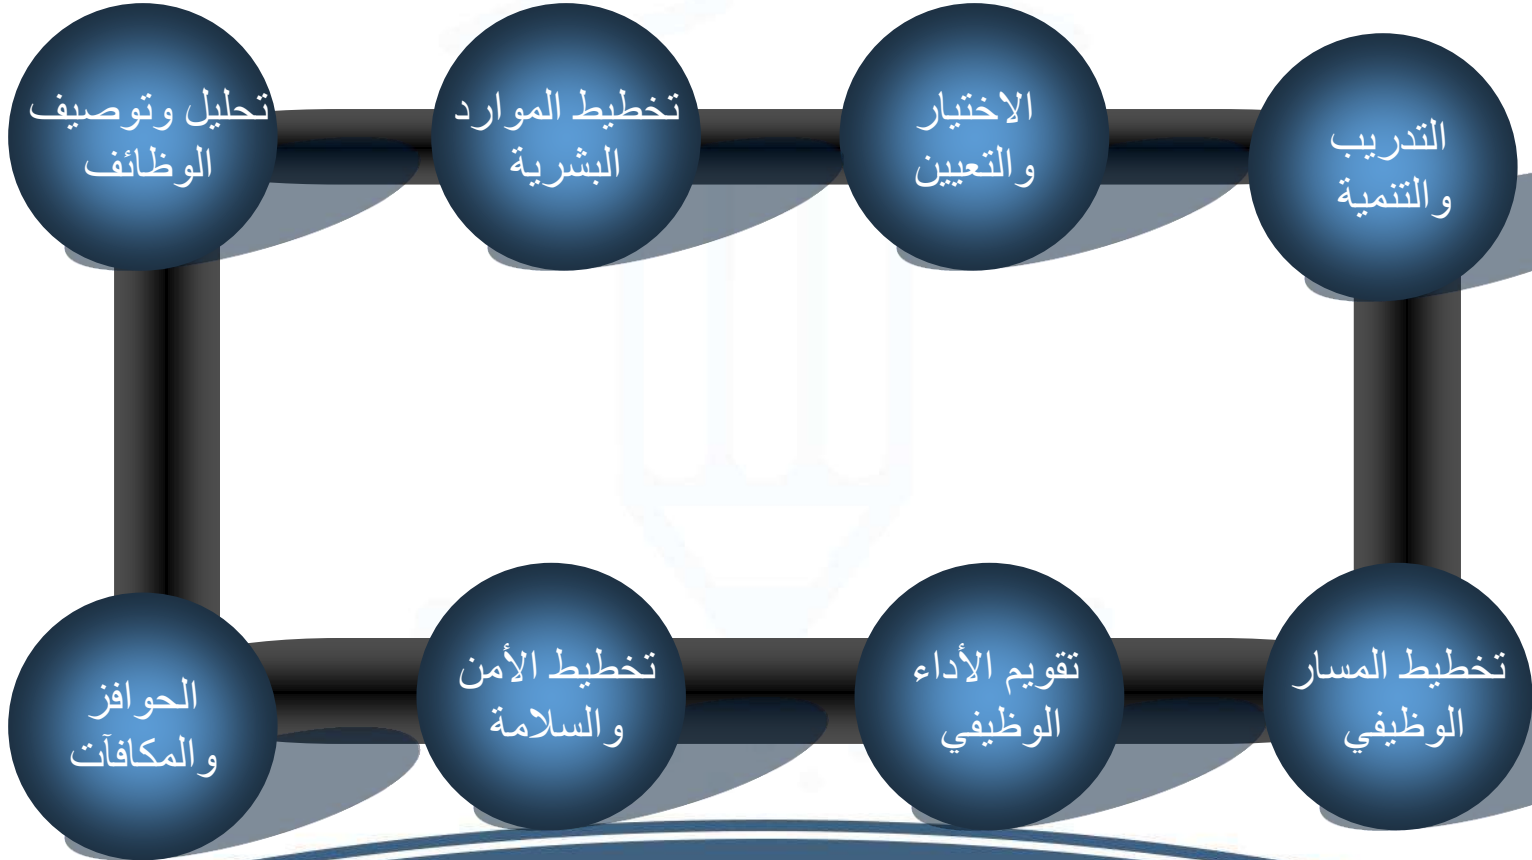 التدريب
والتنمية
الاختيار
والتعيين
تخطيط الموارد
البشرية
تحليل وتوصيف
الوظائف
تخطيط المسار
الوظيفي
تقويم الأداء
الوظيفي
تخطيط الأمن
والسلامة
الحوافز
والمكافآت